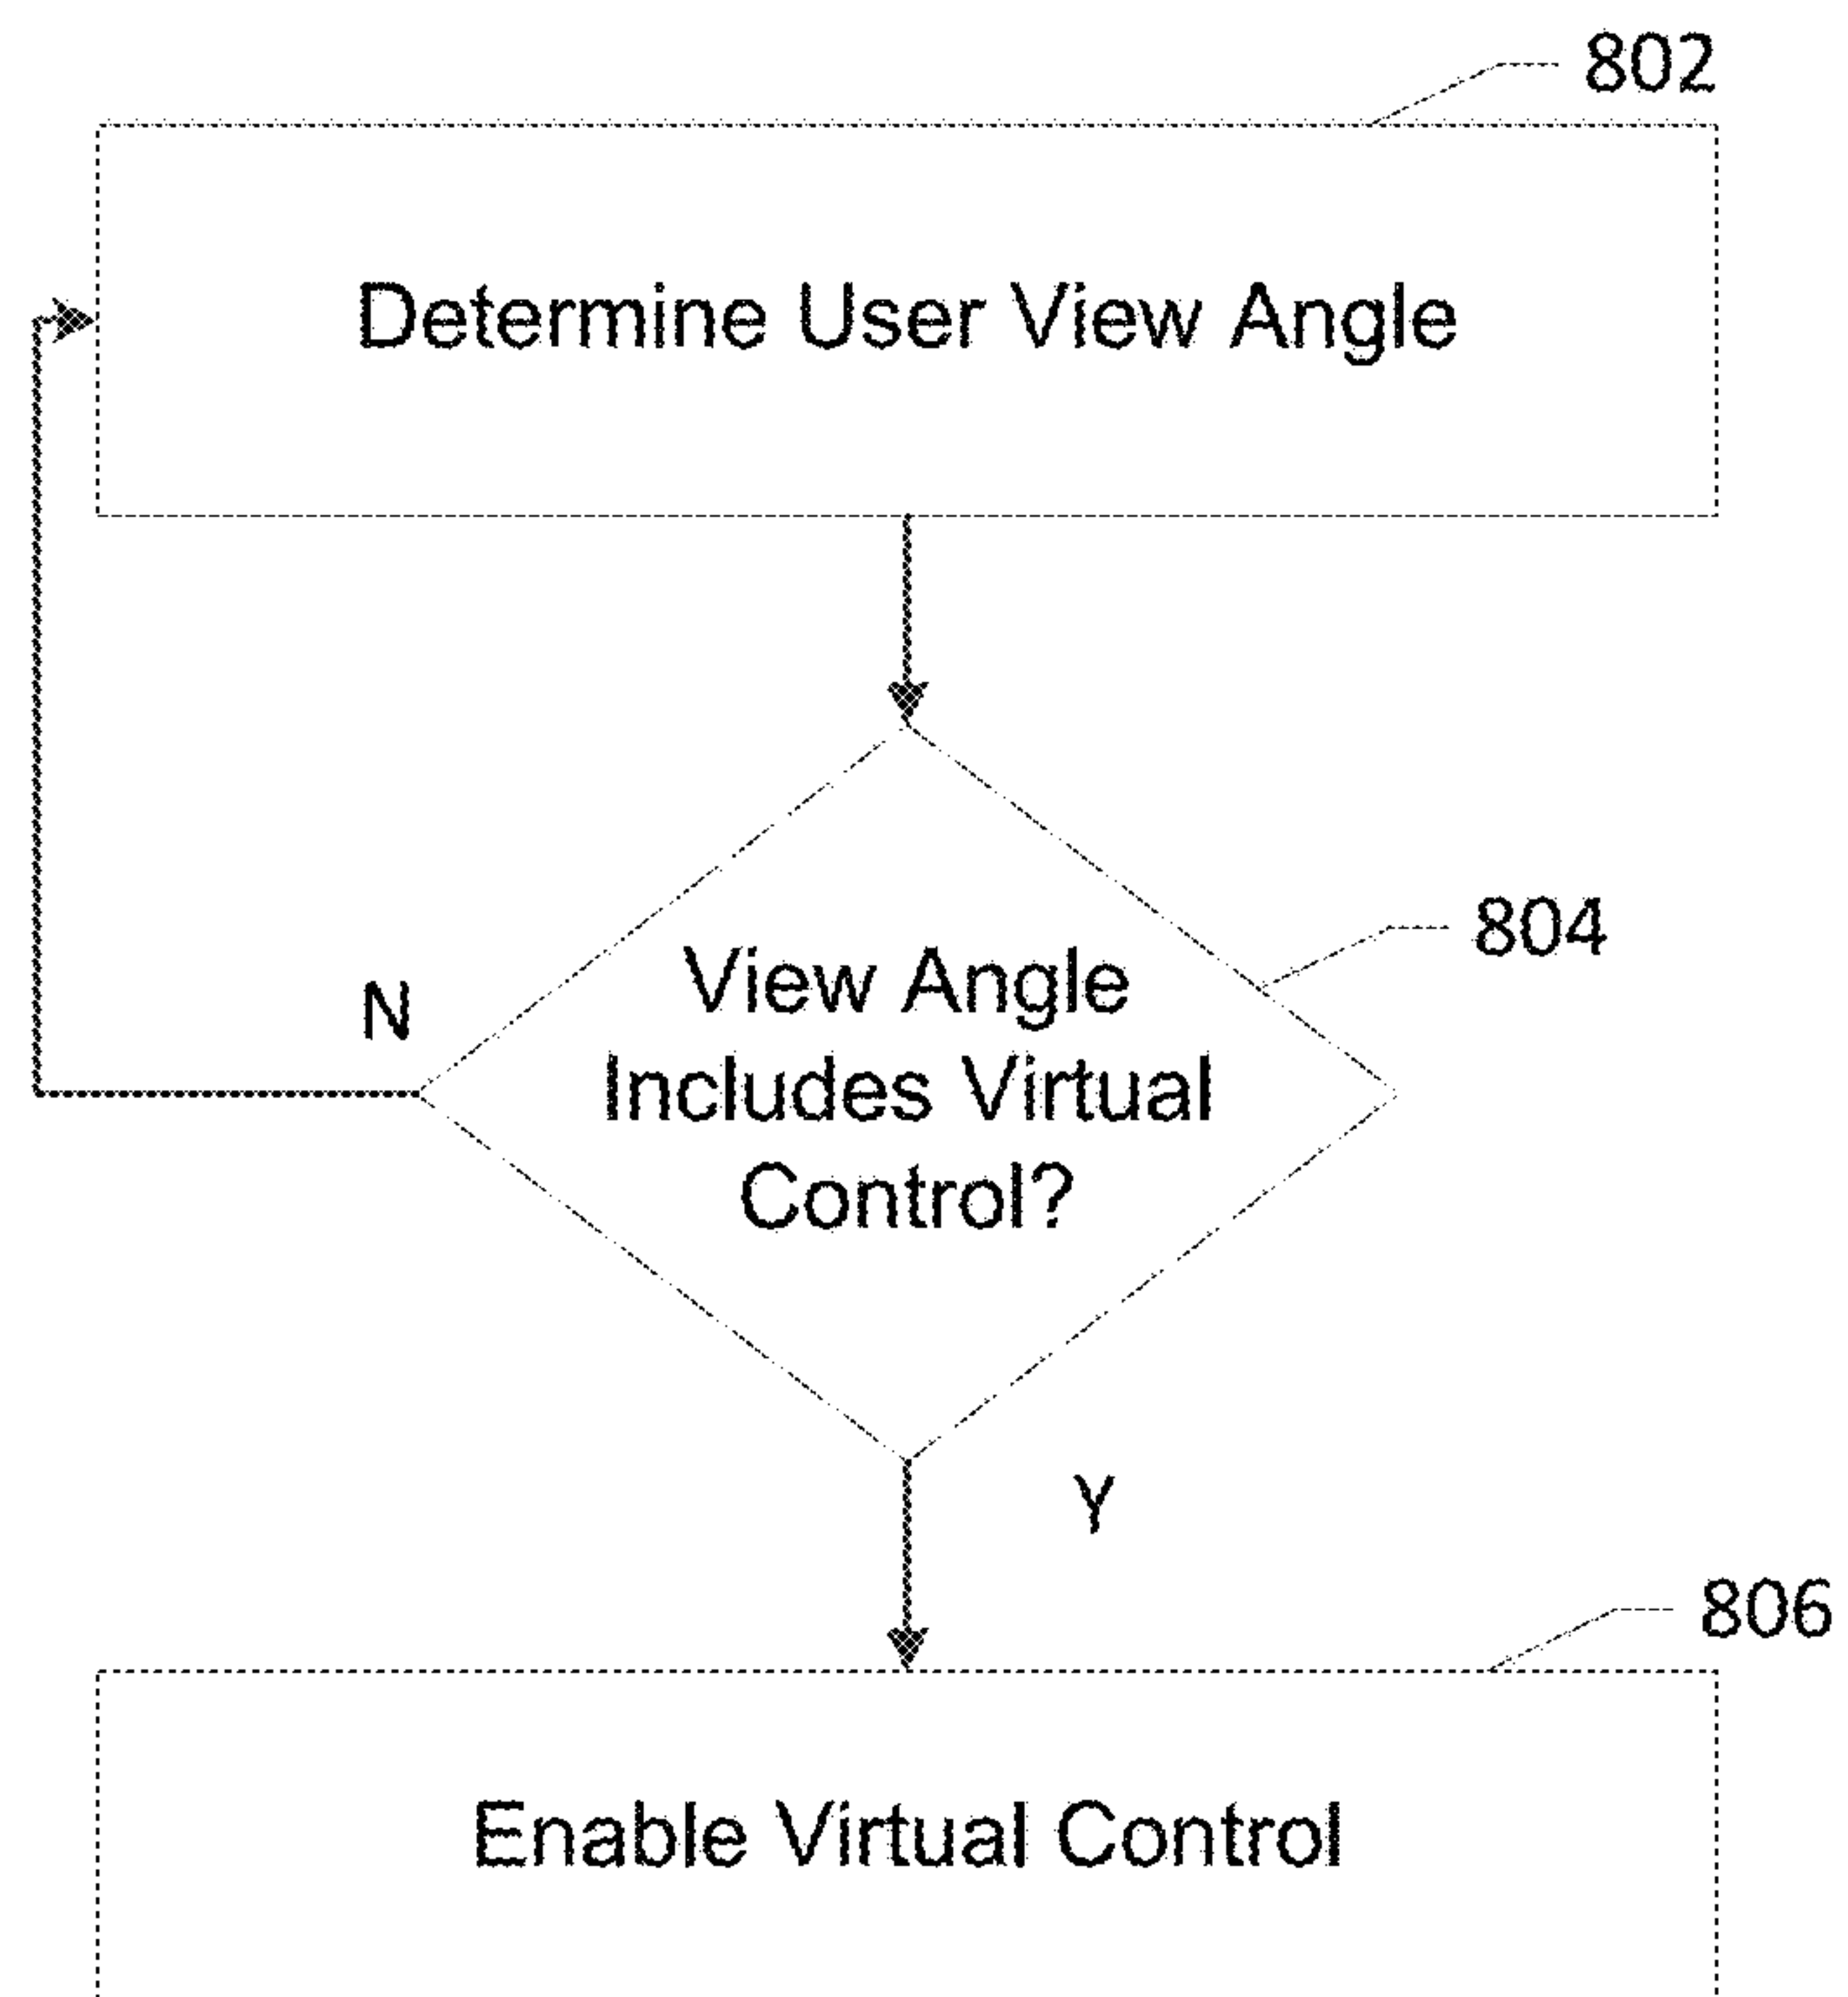 802
Determine User View Angle
804
View Angle
Includes Virtual
Control?
N
Y
806
Enable Virtual Control